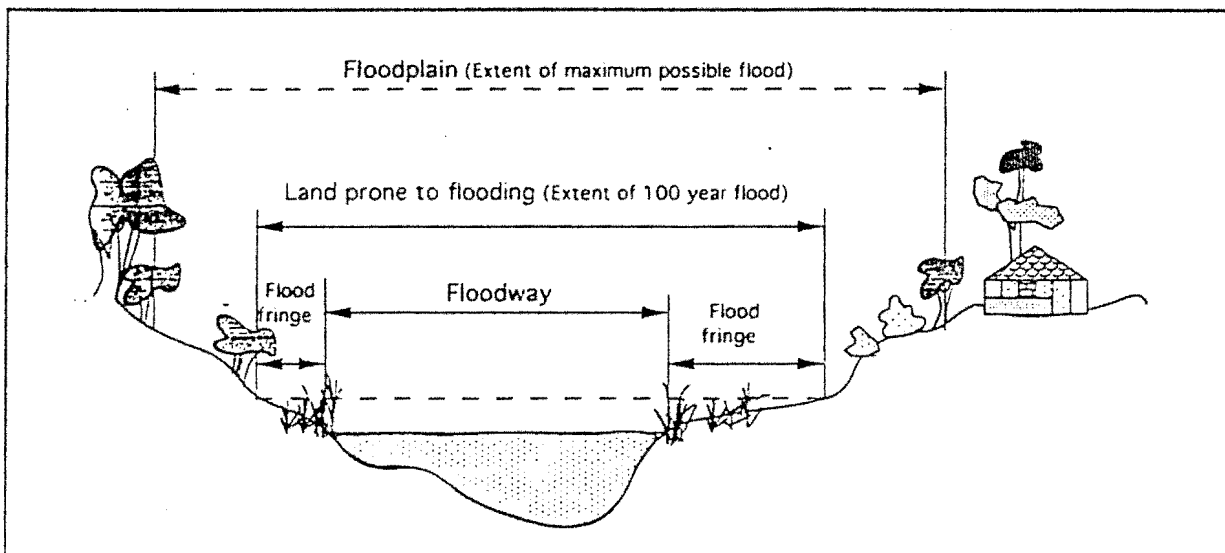 Floodplain (Extent of maximum possible flood)
Land prone to flooding (Extent of 100 year flood)
Flood
fringe
Floodway
Flood
fringe